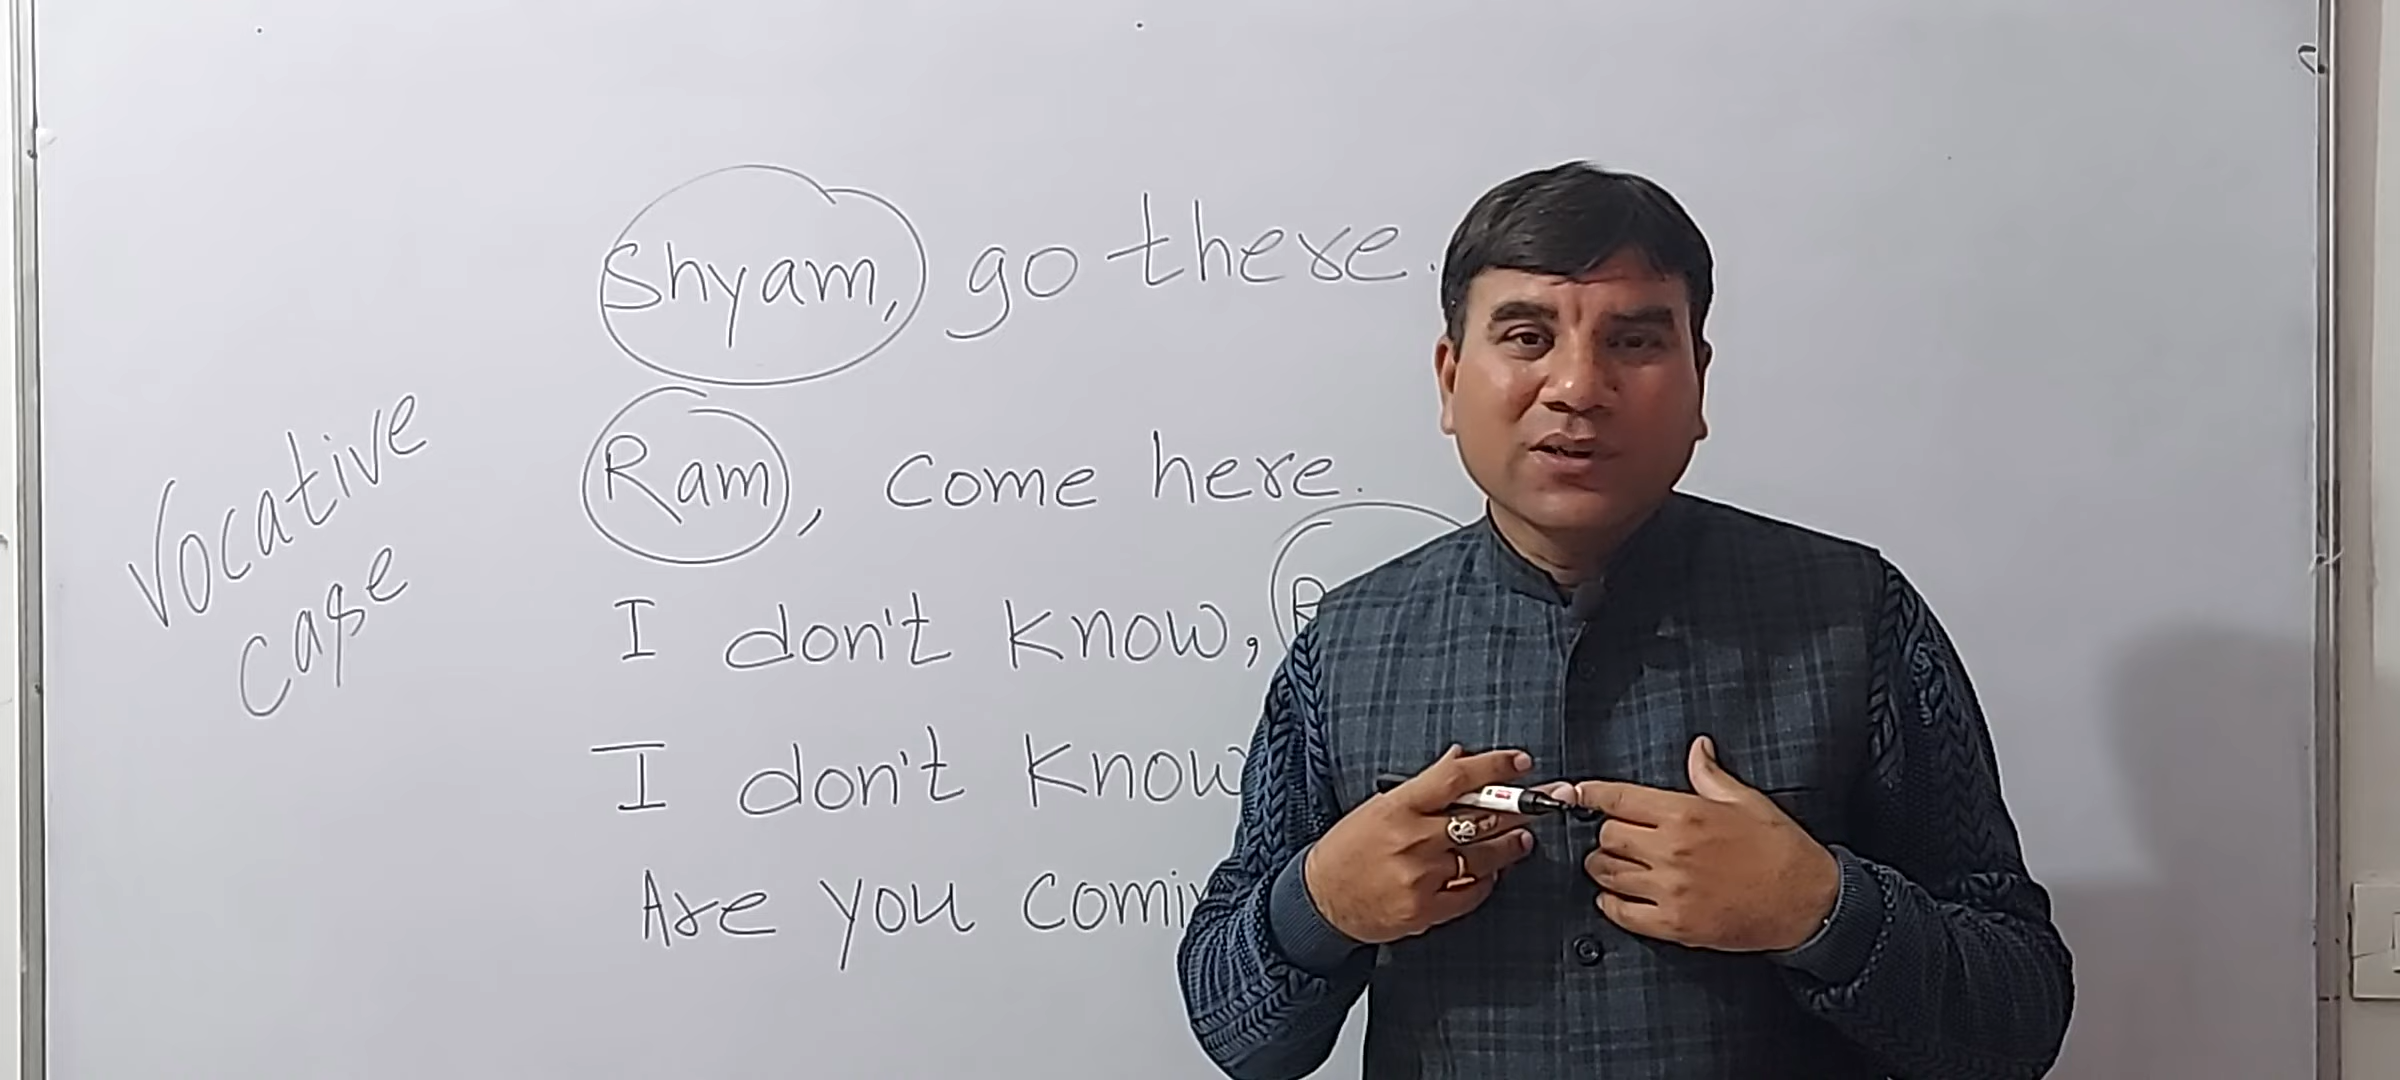 Shyam, go there.
Ram, come here.
I don't know,
I don't know
Are you
Vocative
case